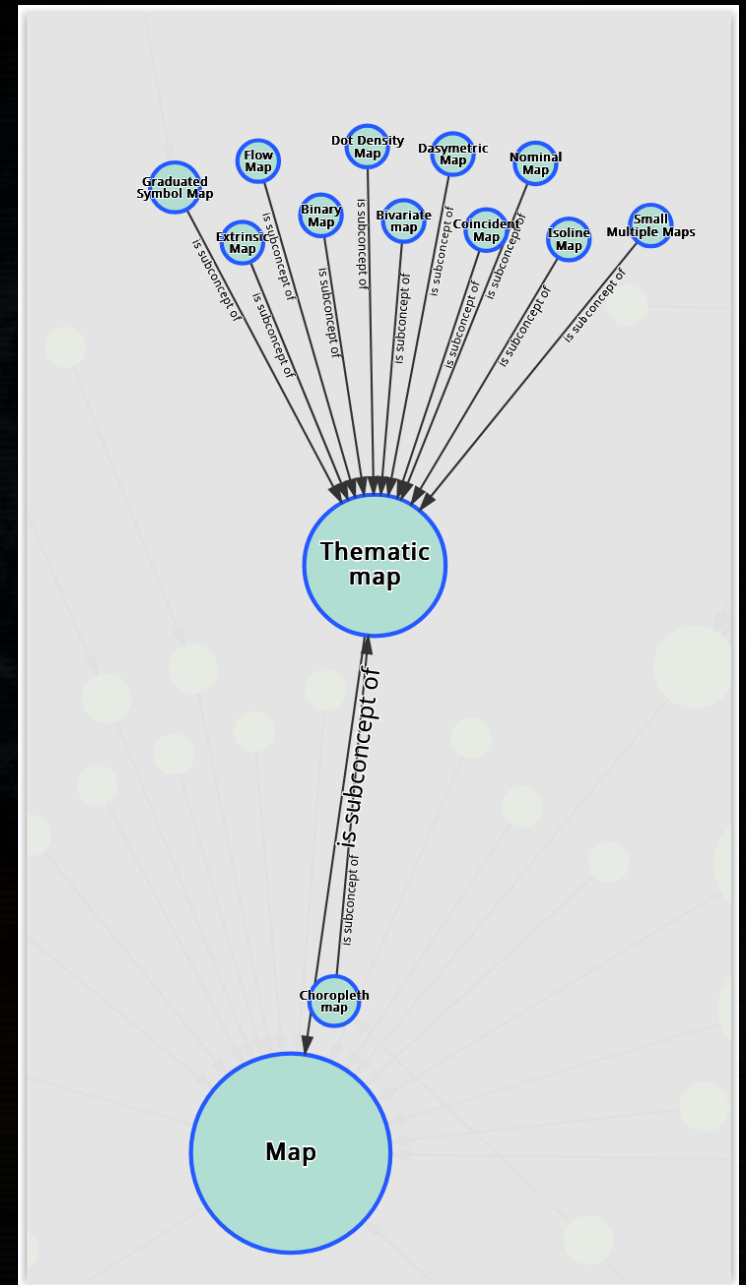 Dot Density
Map
Flow
Map
Dasymetric
Map
Nominal
Map
Graduated
Symbol Map
Binary
Map
Bivariate
map
Coincident
Map
Small
Multiple Maps
Extrinsic
Map
Isoline
Map
is subconcept of
is subconcept of
is subconcept of
is subconcept of
is subconcept of
is subconcept of
is subconcept of
is subconcept of
is subconcept of
is subconcept of
is subconcept of
Thematic
map
is subconcept of
is subconcept of
Choropleth
map
Map